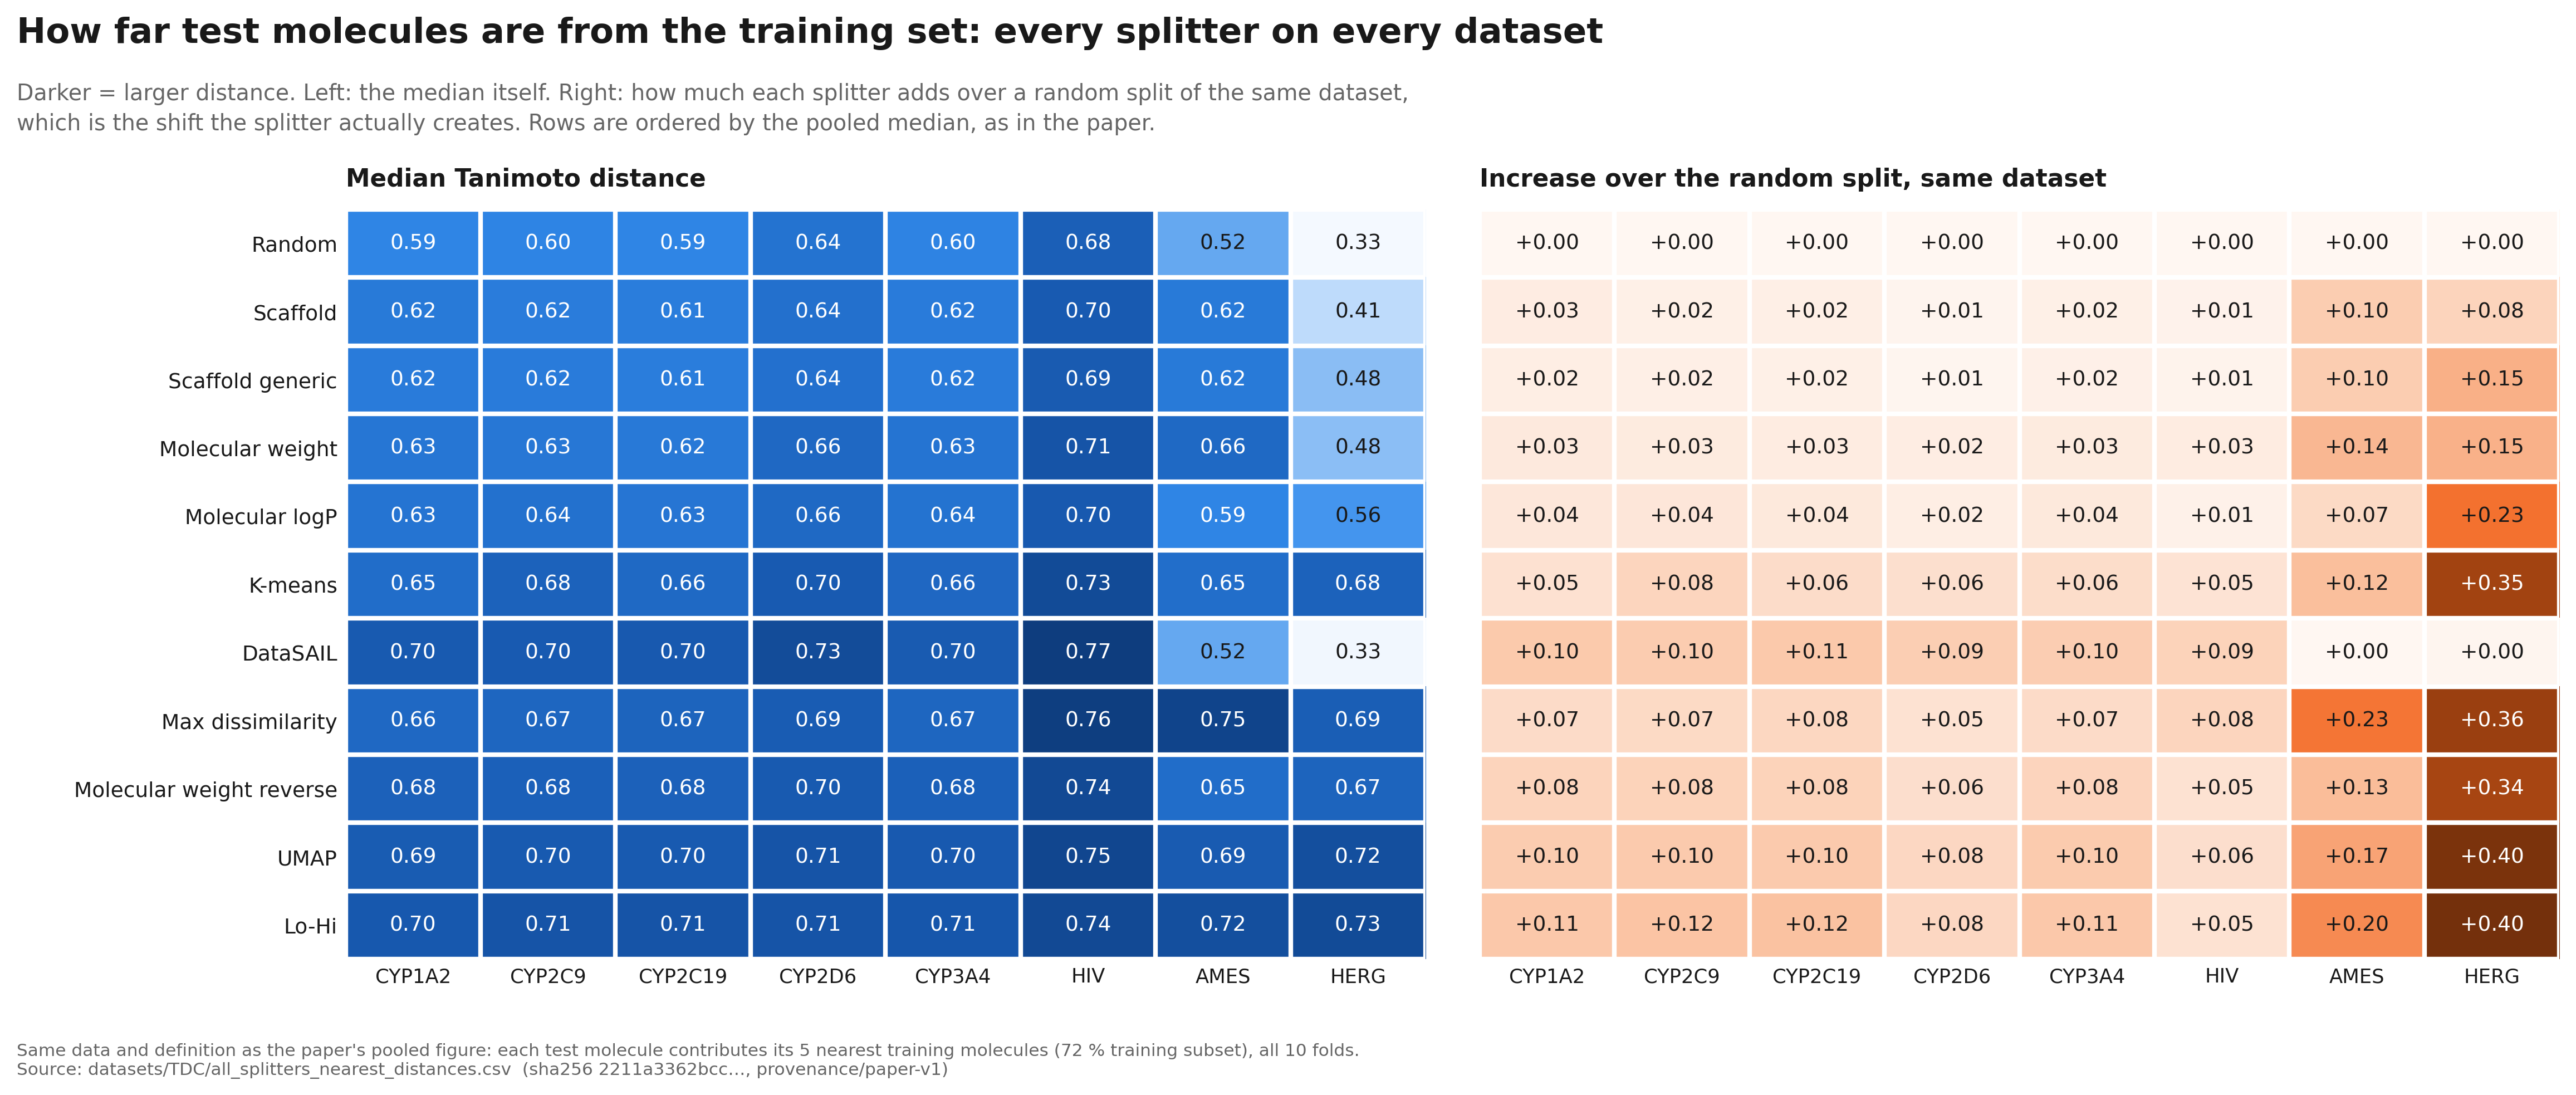 How far test molecules are from the training set: every splitter on every dataset
Darker = larger distance. Left: the median itself. Right: how much each splitter adds over a random split of the same dataset,
which is the shift the splitter actually creates. Rows are ordered by the pooled median, as in the paper.
Median Tanimoto distance
Increase over the random split, same dataset
Random 0.59 0.60 0.59 0.64 0.60 0.68 0.52 0.33 +0.00 +0.00 +0.00 +0.00 +0.00 +0.00 +0.00 +0.00
Scaffold 0.62 0.62 0.61 0.64 0.62 0.70 0.62 0.41 +0.03 +0.02 +0.02 +0.01 +0.02 +0.01 +0.10 +0.08
Scaffold generic 0.62 0.62 0.61 0.64 0.62 0.69 0.62 0.48 +0.02 +0.02 +0.02 +0.01 +0.02 +0.01 +0.10 +0.15
Molecular weight 0.63 0.63 0.62 0.66 0.63 0.71 0.66 0.48 +0.03 +0.03 +0.03 +0.02 +0.03 +0.03 +0.14 +0.15
Molecular logP 0.63 0.64 0.63 0.66 0.64 0.70 0.59 0.56 +0.04 +0.04 +0.04 +0.02 +0.04 +0.01 +0.07 +0.23
K-means 0.65 0.68 0.66 0.70 0.66 0.73 0.65 0.68 +0.05 +0.08 +0.06 +0.06 +0.06 +0.05 +0.12 +0.35
DataSAIL 0.70 0.70 0.70 0.73 0.70 0.77 0.52 0.33 +0.10 +0.10 +0.11 +0.09 +0.10 +0.09 +0.00 +0.00
Max dissimilarity 0.66 0.67 0.67 0.69 0.67 0.76 0.75 0.69 +0.07 +0.07 +0.08 +0.05 +0.07 +0.08 +0.23 +0.36
Molecular weight reverse 0.68 0.68 0.68 0.70 0.68 0.74 0.65 0.67 +0.08 +0.08 +0.08 +0.06 +0.08 +0.05 +0.13 +0.34
UMAP 0.69 0.70 0.70 0.71 0.70 0.75 0.69 0.72 +0.10 +0.10 +0.10 +0.08 +0.10 +0.06 +0.17 +0.40
Lo-Hi 0.70 0.71 0.71 0.71 0.71 0.74 0.72 0.73 +0.11 +0.12 +0.12 +0.08 +0.11 +0.05 +0.20 +0.40
CYP1A2 CYP2C9 CYP2C19 CYP2D6 CYP3A4 HIV AMES HERG CYP1A2 CYP2C9 CYP2C19 CYP2D6 CYP3A4 HIV AMES HERG
Same data and definition as the paper's pooled figure: each test molecule contributes its 5 nearest training molecules (72 % training subset), all 10 folds.
Source: datasets/TDC/all_splitters_nearest_distances.csv (sha256 2211a3362bcc…, provenance/paper-v1)